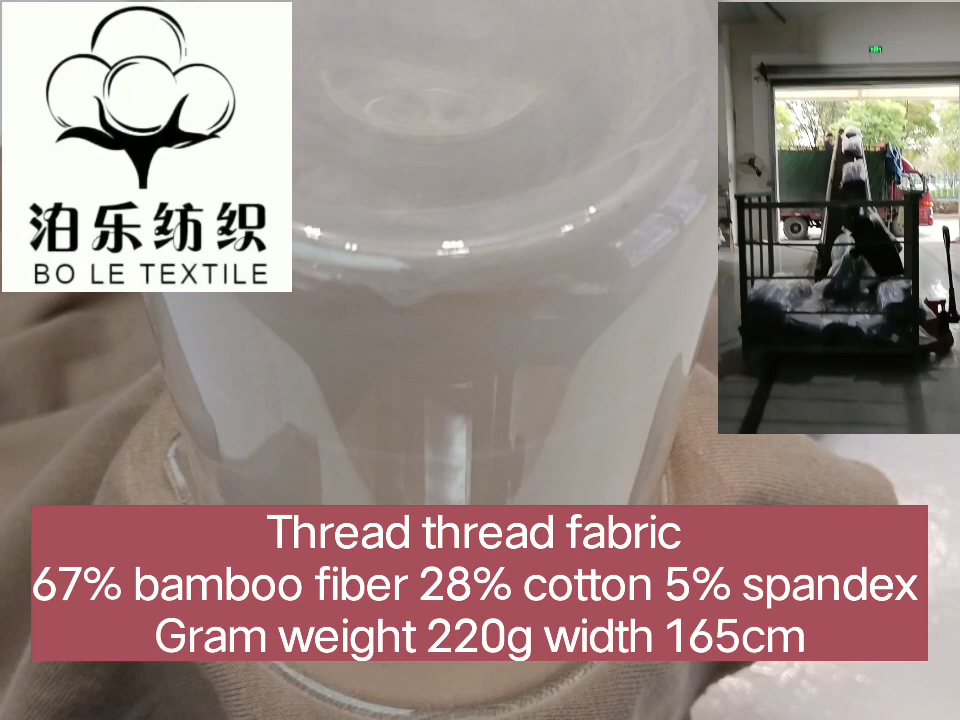 泊乐纺织
BO LE TEXTILE
Thread thread fabric
67% bamboo fiber 28% cotton 5% spandex
Gram weight 220g width 165cm